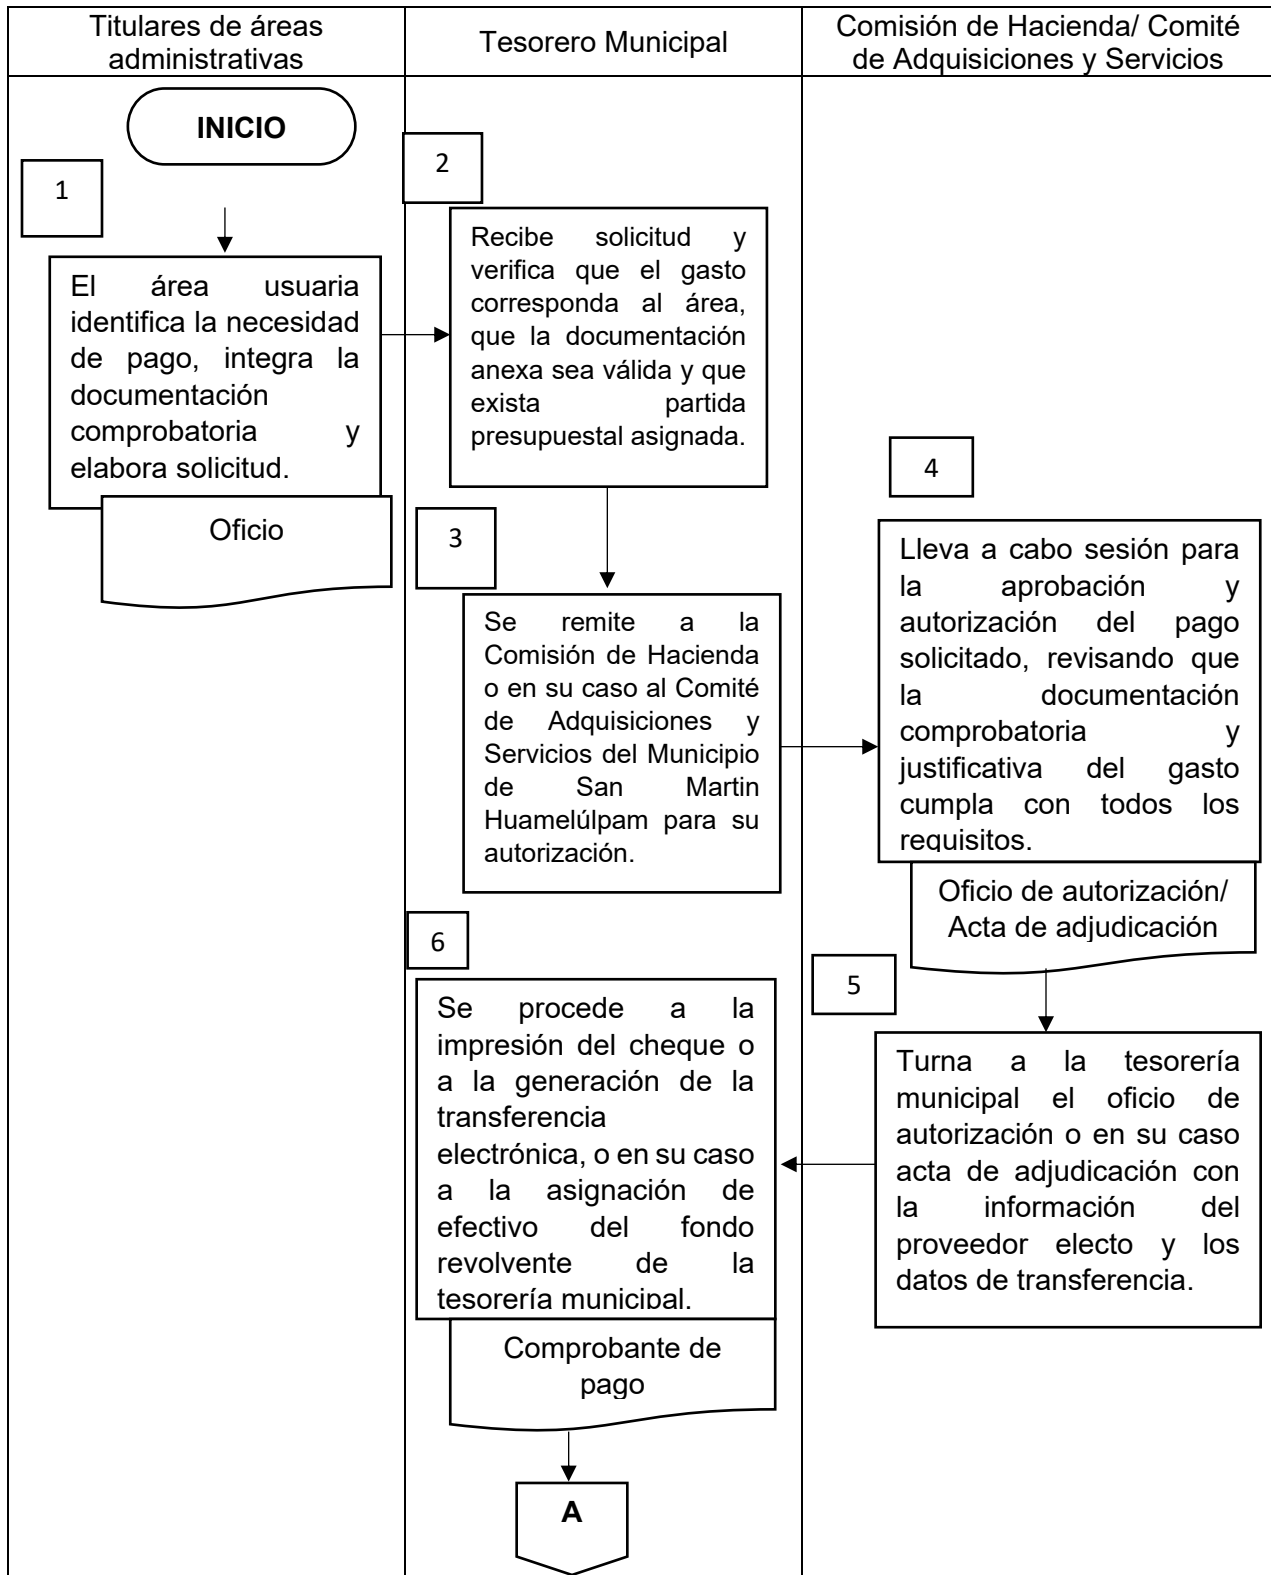 Titulares de áreas
administrativas
Tesorero Municipal
Comisión de Hacienda/ Comité
de Adquisiciones y Servicios
INICIO
1
El área usuaria
identifica la necesidad
de pago, integra la
documentación
comprobatoria y
elabora solicitud.
Oficio
2
Recibe solicitud y
verifica que el gasto
corresponda al área,
que la documentación
anexa sea válida y que
exista partida
presupuestal asignada.
3
Se remite a la
Comisión de Hacienda
o en su caso al Comité
de Adquisiciones y
Servicios del Municipio
de San Martin
Huamelúlpam para su
autorización.
4
Lleva a cabo sesión para
la aprobación y
autorización del pago
solicitado, revisando que
la documentación
comprobatoria y
justificativa del gasto
cumpla con todos los
requisitos.
Oficio de autorización/
Acta de adjudicación
5
Turna a la tesorería
municipal el oficio de
autorización o en su caso
acta de adjudicación con
la información del
proveedor electo y los
datos de transferencia.
6
Se procede a la
impresión del cheque o
a la generación de la
transferencia
electrónica, o en su caso
a la asignación de
efectivo del fondo
revolvente de la
tesorería municipal.
Comprobante de
pago
A